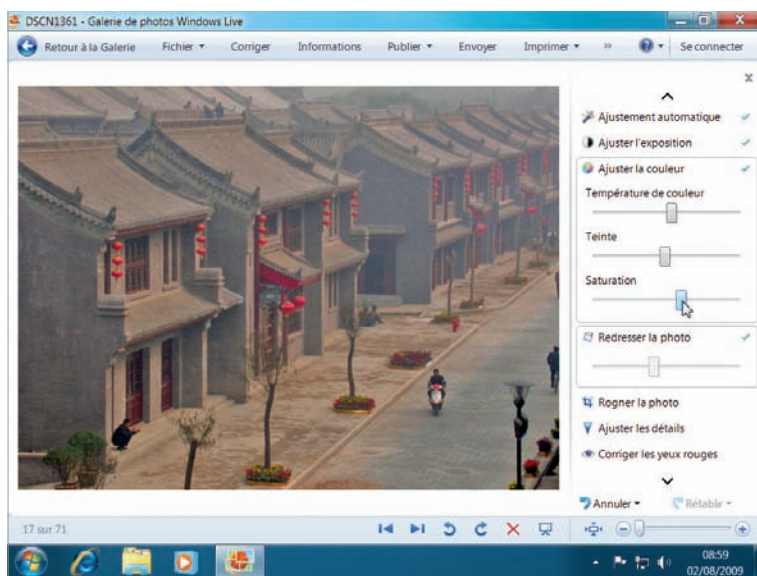 DSCN1361 - Galerie de photos Windows Live
Retour à la Galerie Fichier Corriger Informations Publier Envoyer Imprimer » Se connecter
Ajustement automatique
Ajuster l'exposition
Ajuster la couleur
Température de couleur
Teinte
Saturation
Redresser la photo
Rogner la photo
Ajuster les détails
Corriger les yeux rouges
Annuler Rétablir
17 sur 71
08:59
02/08/2009